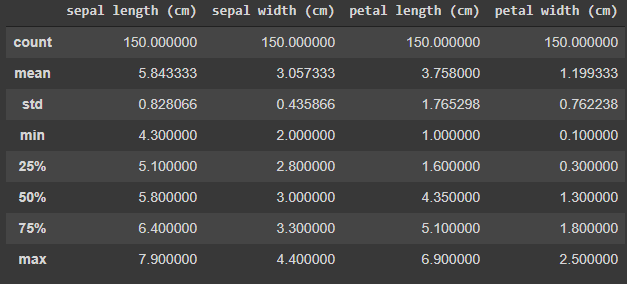 sepal length (cm) sepal width (cm) petal length (cm) petal width (cm)
count 150.000000 150.000000 150.000000 150.000000
mean 5.843333 3.057333 3.758000 1.199333
std 0.828066 0.435866 1.765298 0.762238
min 4.300000 2.000000 1.000000 0.100000
25% 5.100000 2.800000 1.600000 0.300000
50% 5.800000 3.000000 4.350000 1.300000
75% 6.400000 3.300000 5.100000 1.800000
max 7.900000 4.400000 6.900000 2.500000